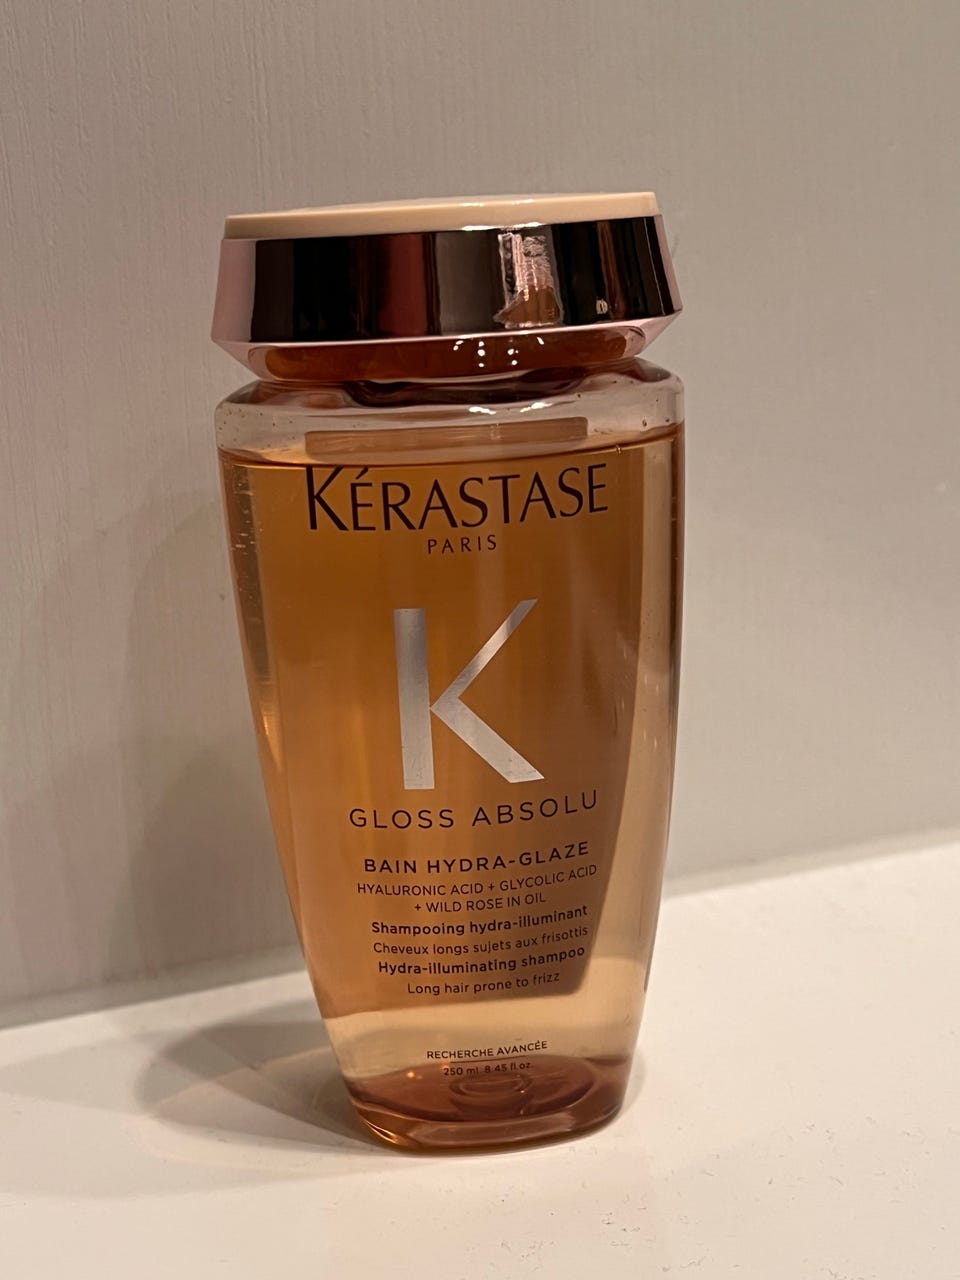 KÉRASTASE
PARIS
K
GLOSS ABSOLU
BAIN HYDRA-GLAZE
HYALURONIC ACID + GLYCOLIC ACID
+ WILD ROSE IN OIL
Shampooing hydra-illuminant
Cheveux longs sujets aux frisottis
Hydra-illuminating shampoo
Long hair prone to frizz
RECHERCHE AVANCÉE
250 ml 8.45 fl.oz.